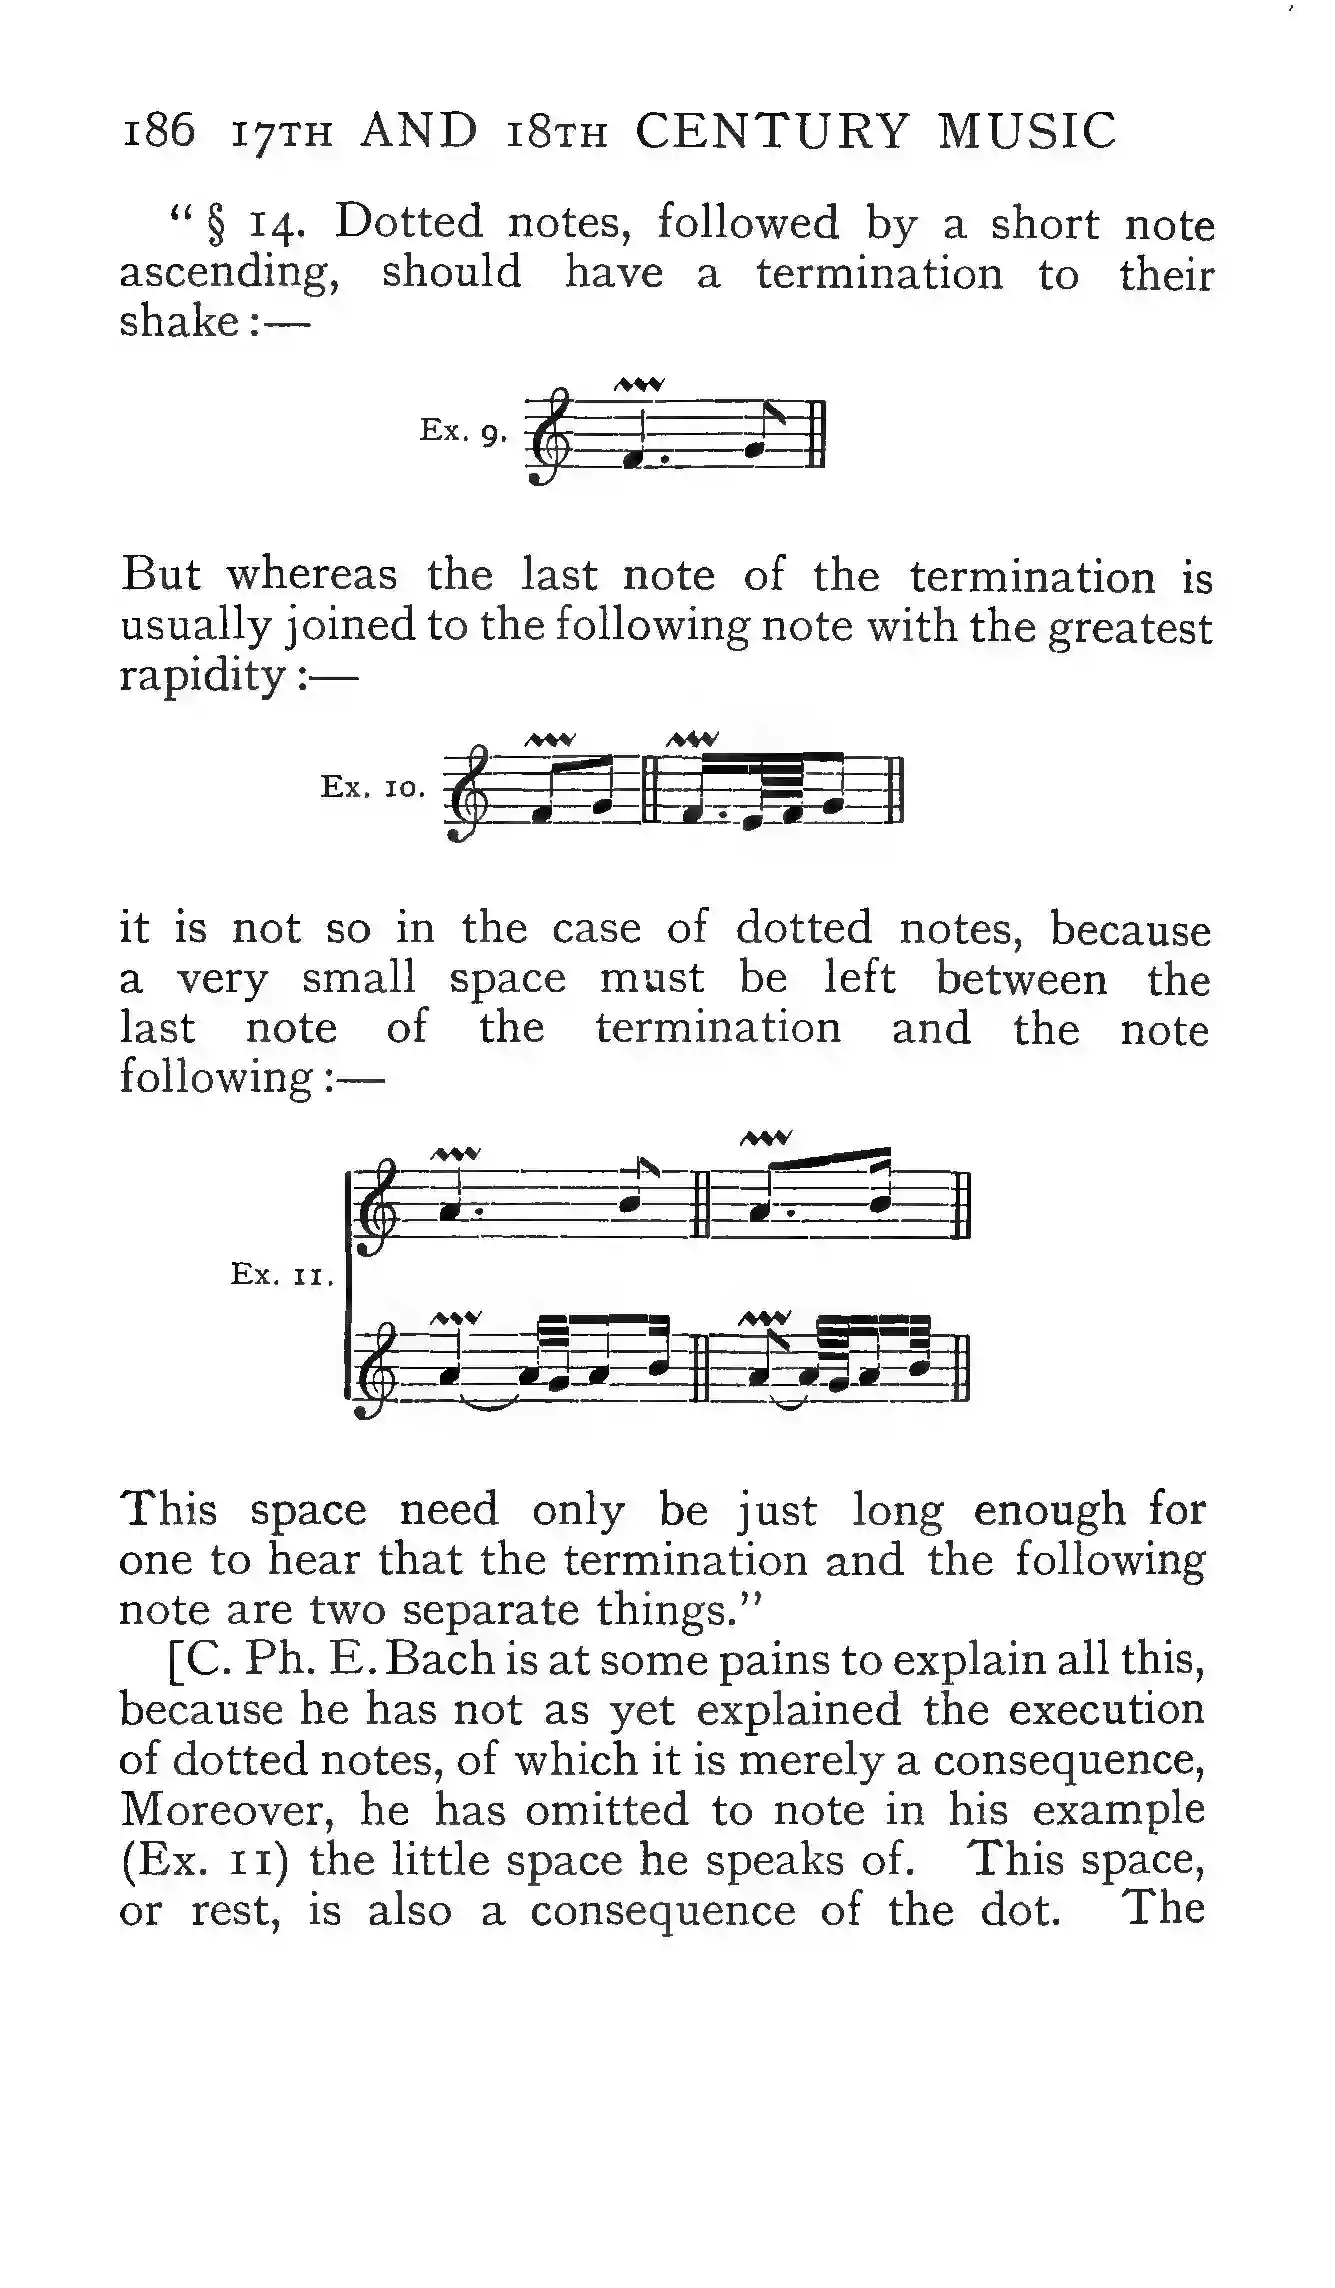 186 17TH AND 18TH CENTURY MUSIC
“ § 14. Dotted notes, followed by a short note
ascending, should have a termination to their
shake :—
Ex. 9.
But whereas the last note of the termination is
usually joined to the following note with the greatest
rapidity :—
Ex. 10.
it is not so in the case of dotted notes, because
a very small space must be left between the
last note of the termination and the note
following :—
Ex. 11.
This space need only be just long enough for
one to hear that the termination and the following
note are two separate things.”
[C. Ph. E. Bach is at some pains to explain all this,
because he has not as yet explained the execution
of dotted notes, of which it is merely a consequence,
Moreover, he has omitted to note in his example
(Ex. 11) the little space he speaks of. This space,
or rest, is also a consequence of the dot. The